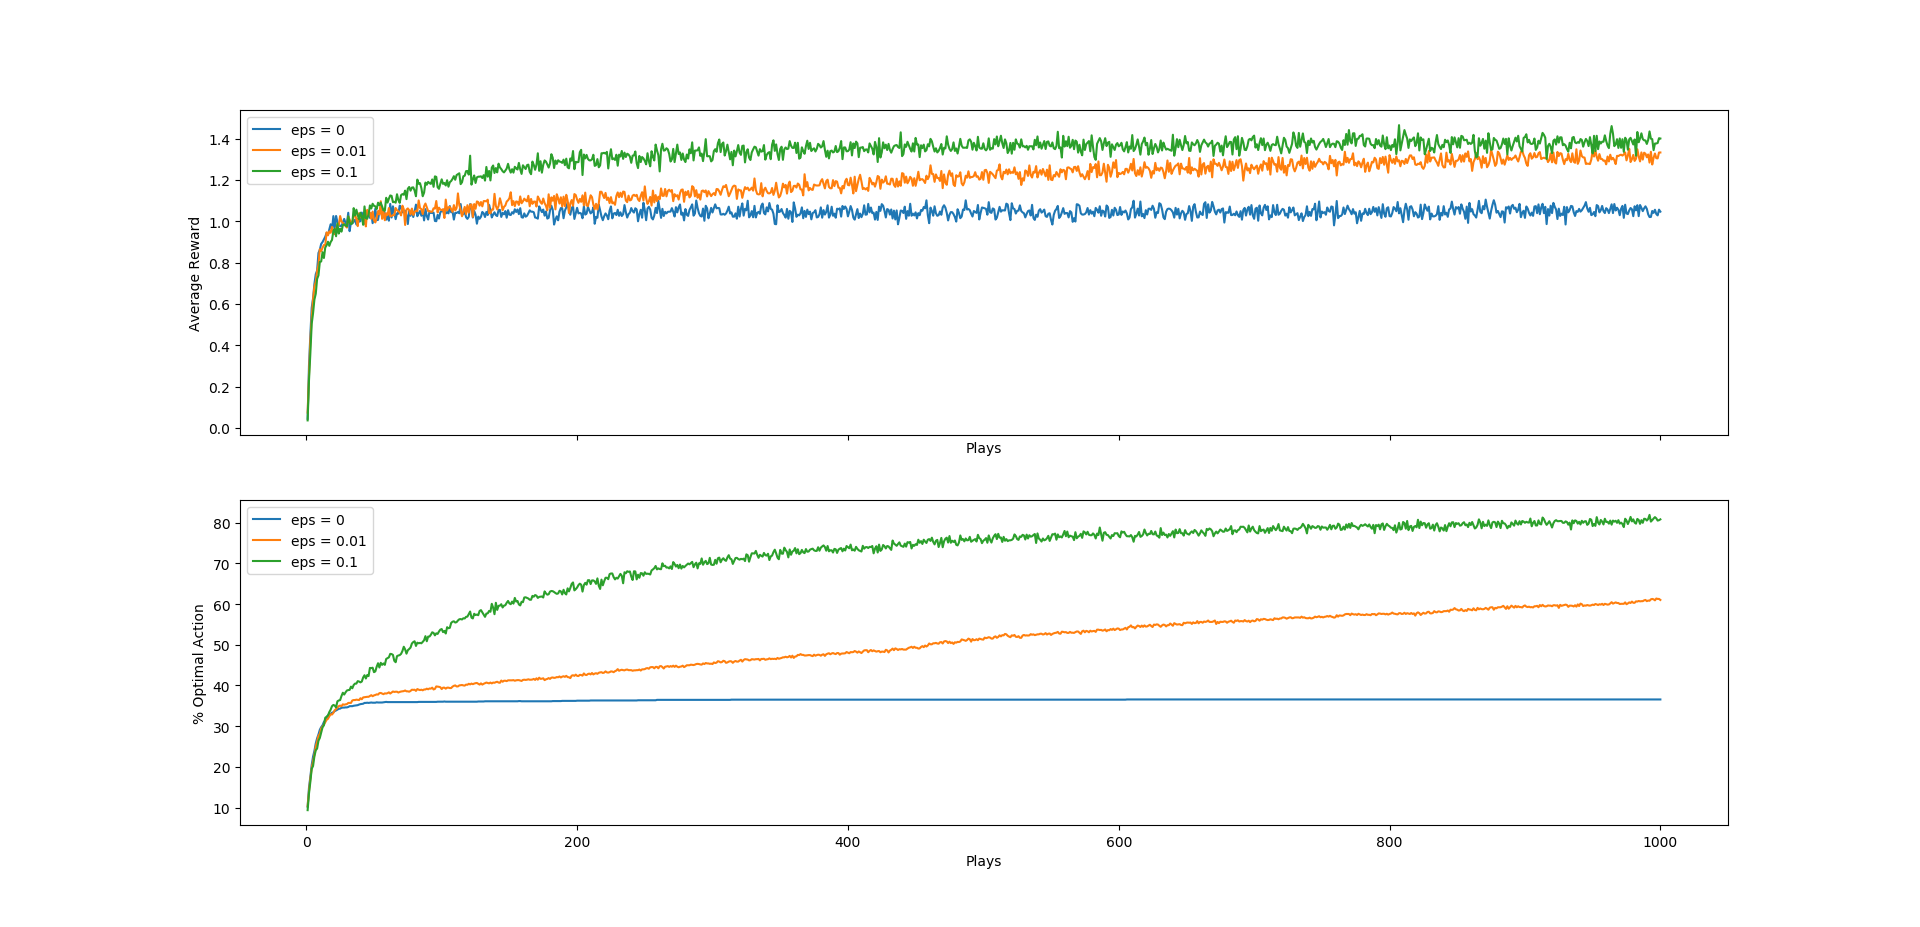 eps = 0
eps = 0.01
eps = 0.1
1.4
1.2
1.0
0.8
0.6
0.4
0.2
0.0
Average Reward
Plays
eps = 0
eps = 0.01
eps = 0.1
80
70
60
50
40
30
20
10
% Optimal Action
0 200 400 600 800 1000
Plays